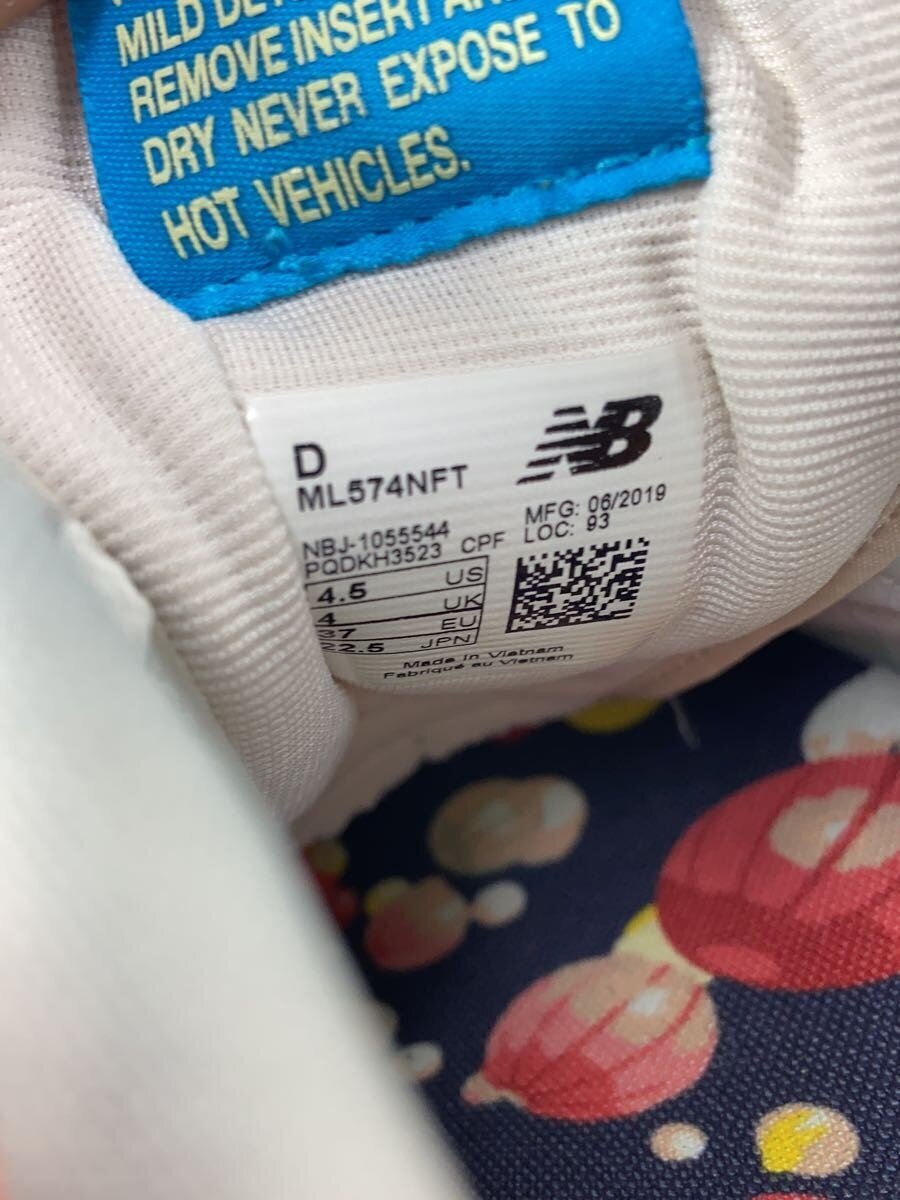 MILD
REMOVE INSERT
DRY NEVER EXPOSE TO
HOT VEHICLES.
NB
D
ML574NFT
MFG: 06/2019
LOC: 93
NBJ-1055544
PQDKH3523 CPF
4.5 US
4 UK
37 EU
22.5 JPN
Made in Vietnam
Fabriqué au Vietnam